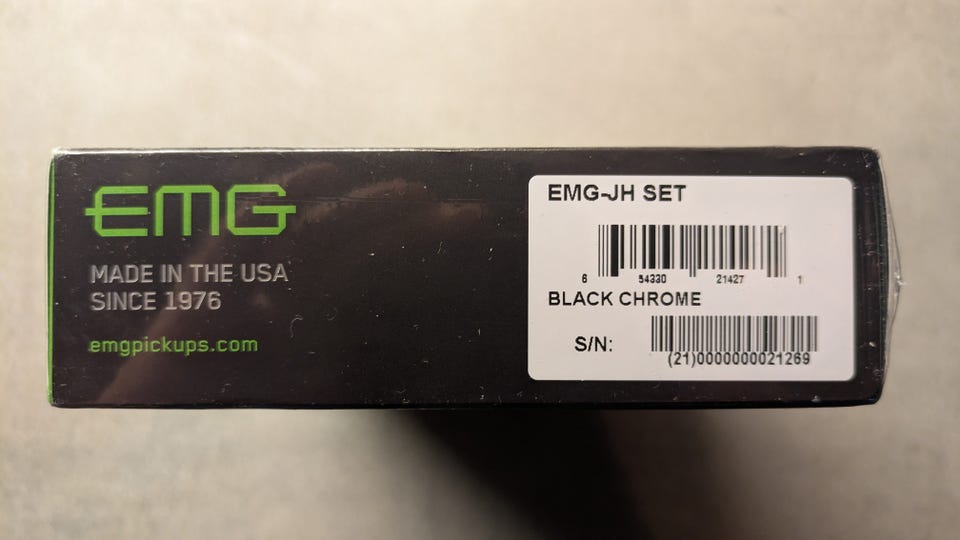 EMG
MADE IN THE USA
SINCE 1976
emgpickups.com
EMG-JH SET
6 54330 21427 1
BLACK CHROME
S/N:
(21)0000000021269